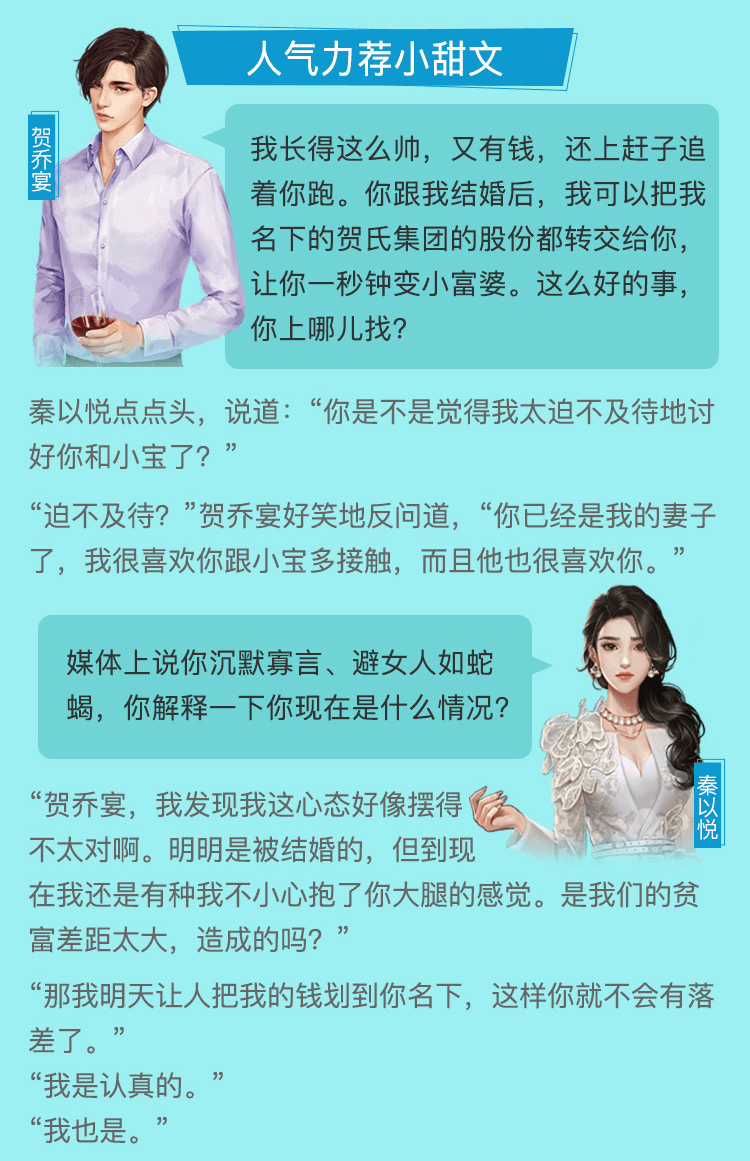 人气力荐小甜文
贺乔宴
我长得这么帅，又有钱，还上赶子追
着你跑。你跟我结婚后，我可以把我
名下的贺氏集团的股份都转交给你，
让你一秒钟变小富婆。这么好的事，
你上哪儿找？
秦以悦点点头，说道：“你是不是觉得我太迫不及待地讨
好你和小宝了？”
“迫不及待？”贺乔宴好笑地反问道，“你已经是我的妻子
了，我很喜欢你跟小宝多接触，而且他也很喜欢你。”
媒体上说你沉默寡言、避女人如蛇
蝎，你解释一下你现在是什么情况？
秦以悦
“贺乔宴，我发现我这心态好像摆得
不太对啊。明明是被结婚的，但到现
在我还是有种我不小心抱了你大腿的感觉。是我们的贫
富差距太大，造成的吗？”
“那我明天让人把我的钱划到你名下，这样你就不会有落
差了。”
“我是认真的。”
“我也是。”